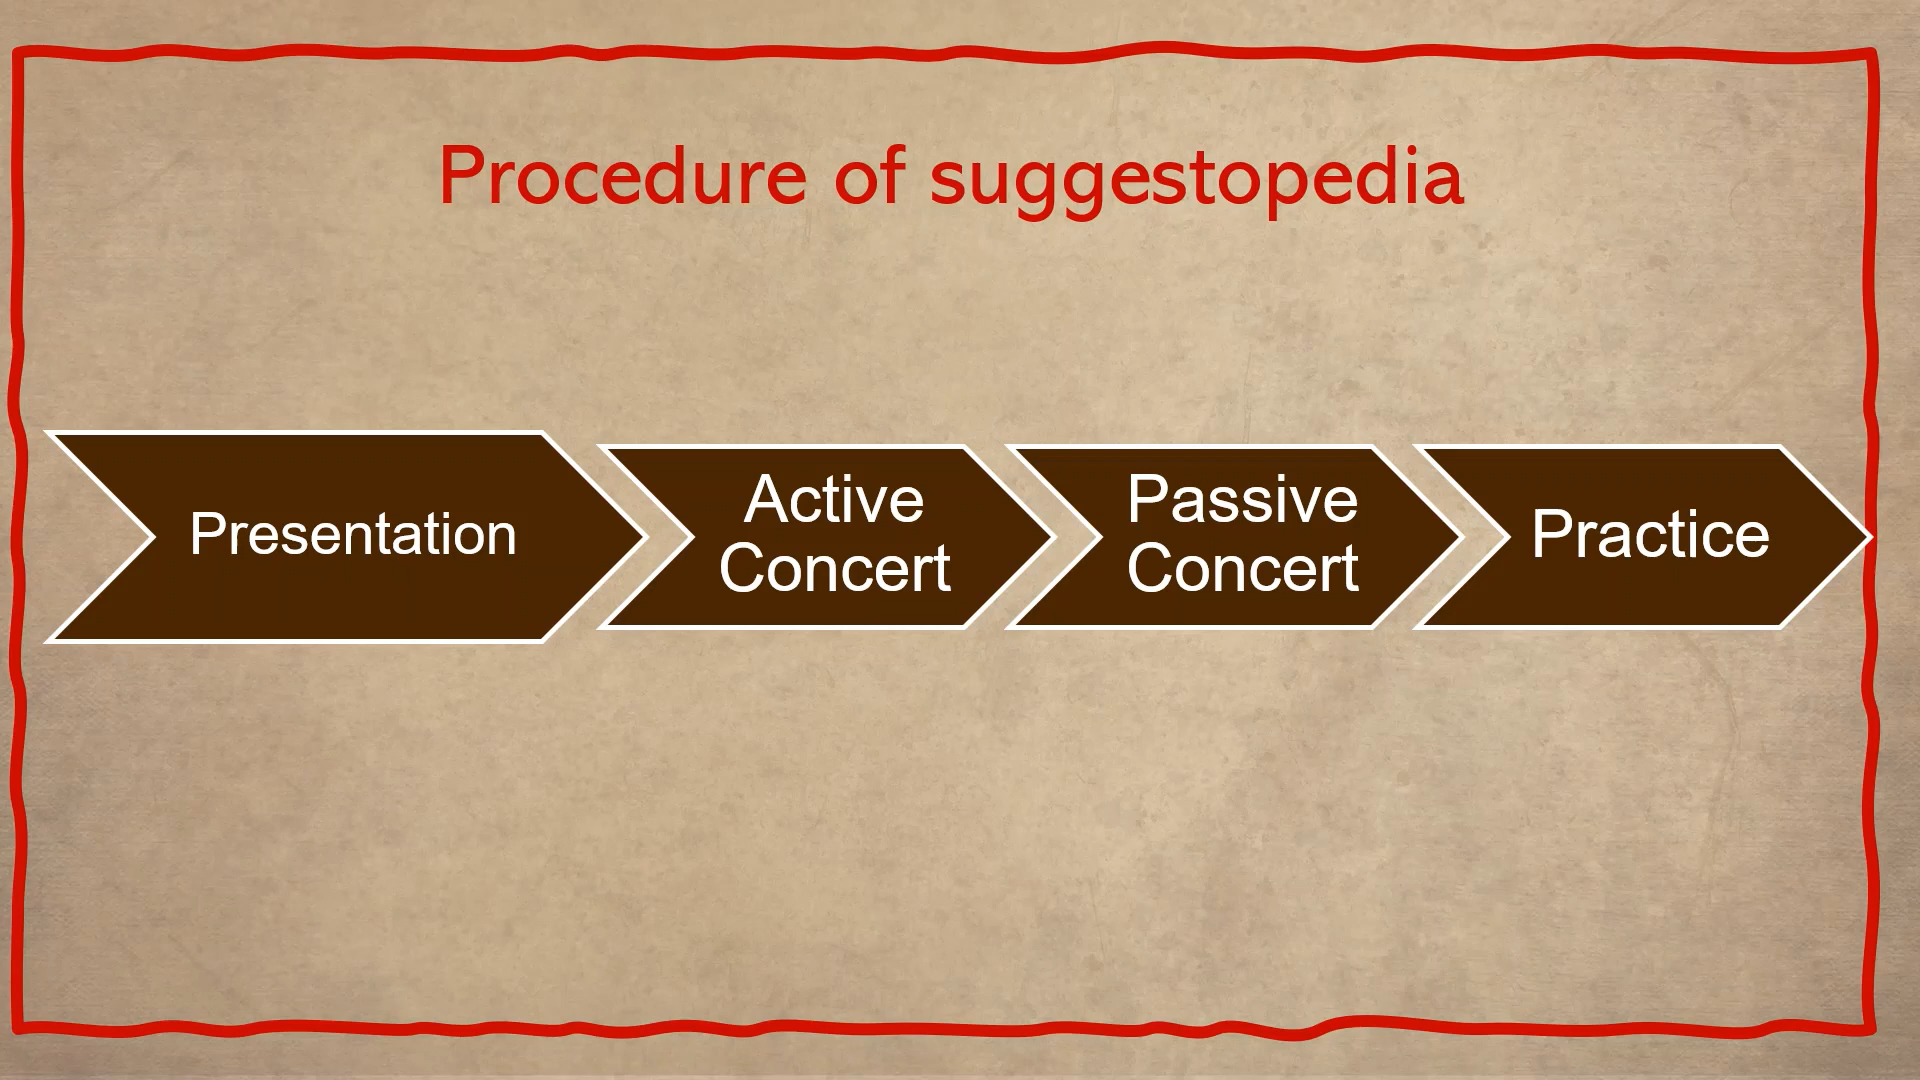 Procedure of suggestopedia
Presentation
Active
Concert
Passive
Concert
Practice